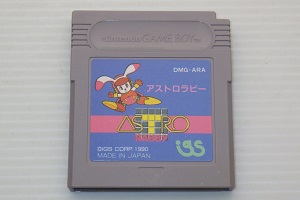 Nintendo GAME BOY
DMG-ARA
アストロラビー
ASTRO
RABBY
©IGS CORP 1990
MADE IN JAPAN
igs